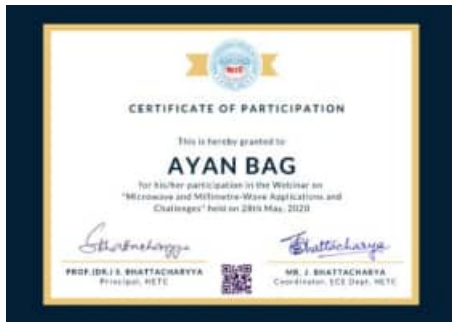 CERTIFICATE OF PARTICIPATION
This is hereby granted to
AYAN BAG
for his/her participation in the Webinar on
"Microwave and Millimetre-Wave Applications and
Challenges" held on 28th May, 2020
PROF.(DR.) S. BHATTACHARYYA
Principal, HETC
MR. J. BHATTACHARYA
Coordinator, ECE Dept, HETC